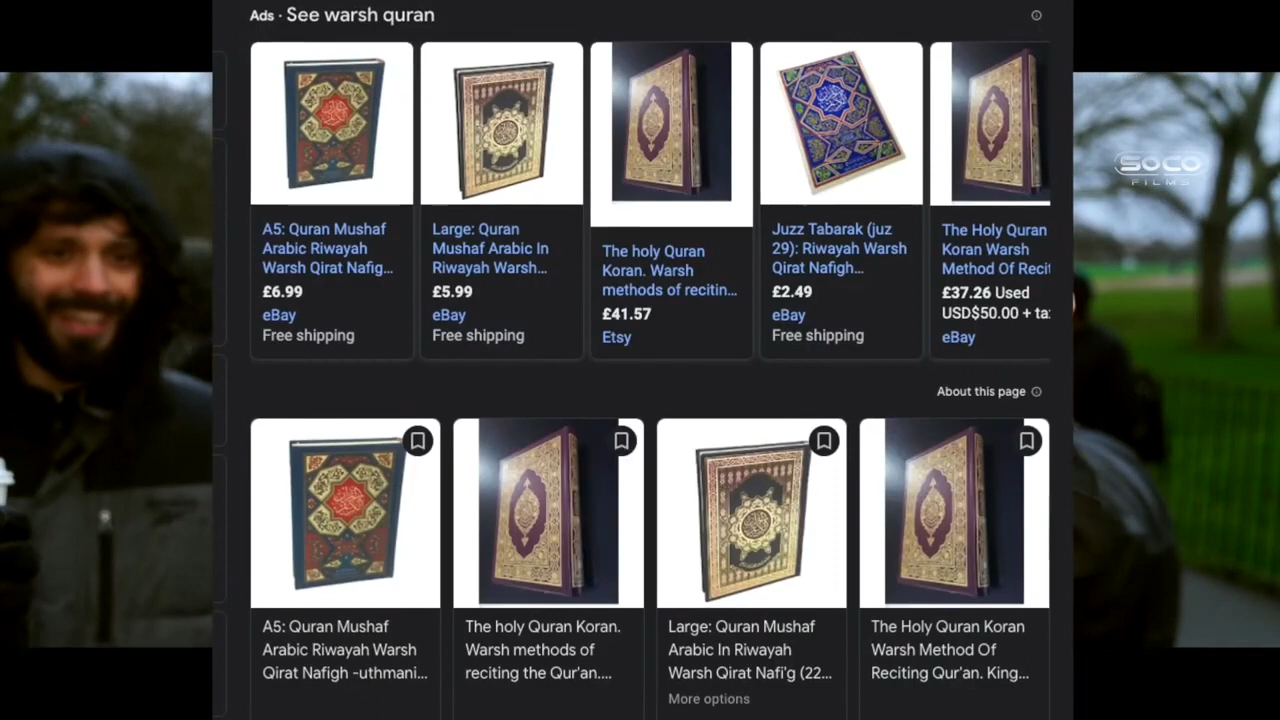 Ads · See warsh quran
A5: Quran Mushaf
Arabic Riwayah
Warsh Qirat Nafig...
£6.99
eBay
Free shipping
Large: Quran
Mushaf Arabic In
Riwayah Warsh...
£5.99
eBay
Free shipping
The holy Quran
Koran. Warsh
methods of recitin...
£41.57
Etsy
Juzz Tabarak (juz
29): Riwayah Warsh
Qirat Nafigh...
£2.49
eBay
Free shipping
The Holy Quran
Koran Warsh
Method Of Recit
£37.26 Used
USD$50.00 + ta
eBay
SOCO
FILMS
About this page
A5: Quran Mushaf
Arabic Riwayah Warsh
Qirat Nafigh -uthmani...
The holy Quran Koran.
Warsh methods of
reciting the Qur'an....
Large: Quran Mushaf
Arabic In Riwayah
Warsh Qirat Nafi'g (22...
More options
The Holy Quran Koran
Warsh Method Of
Reciting Qur'an. King...